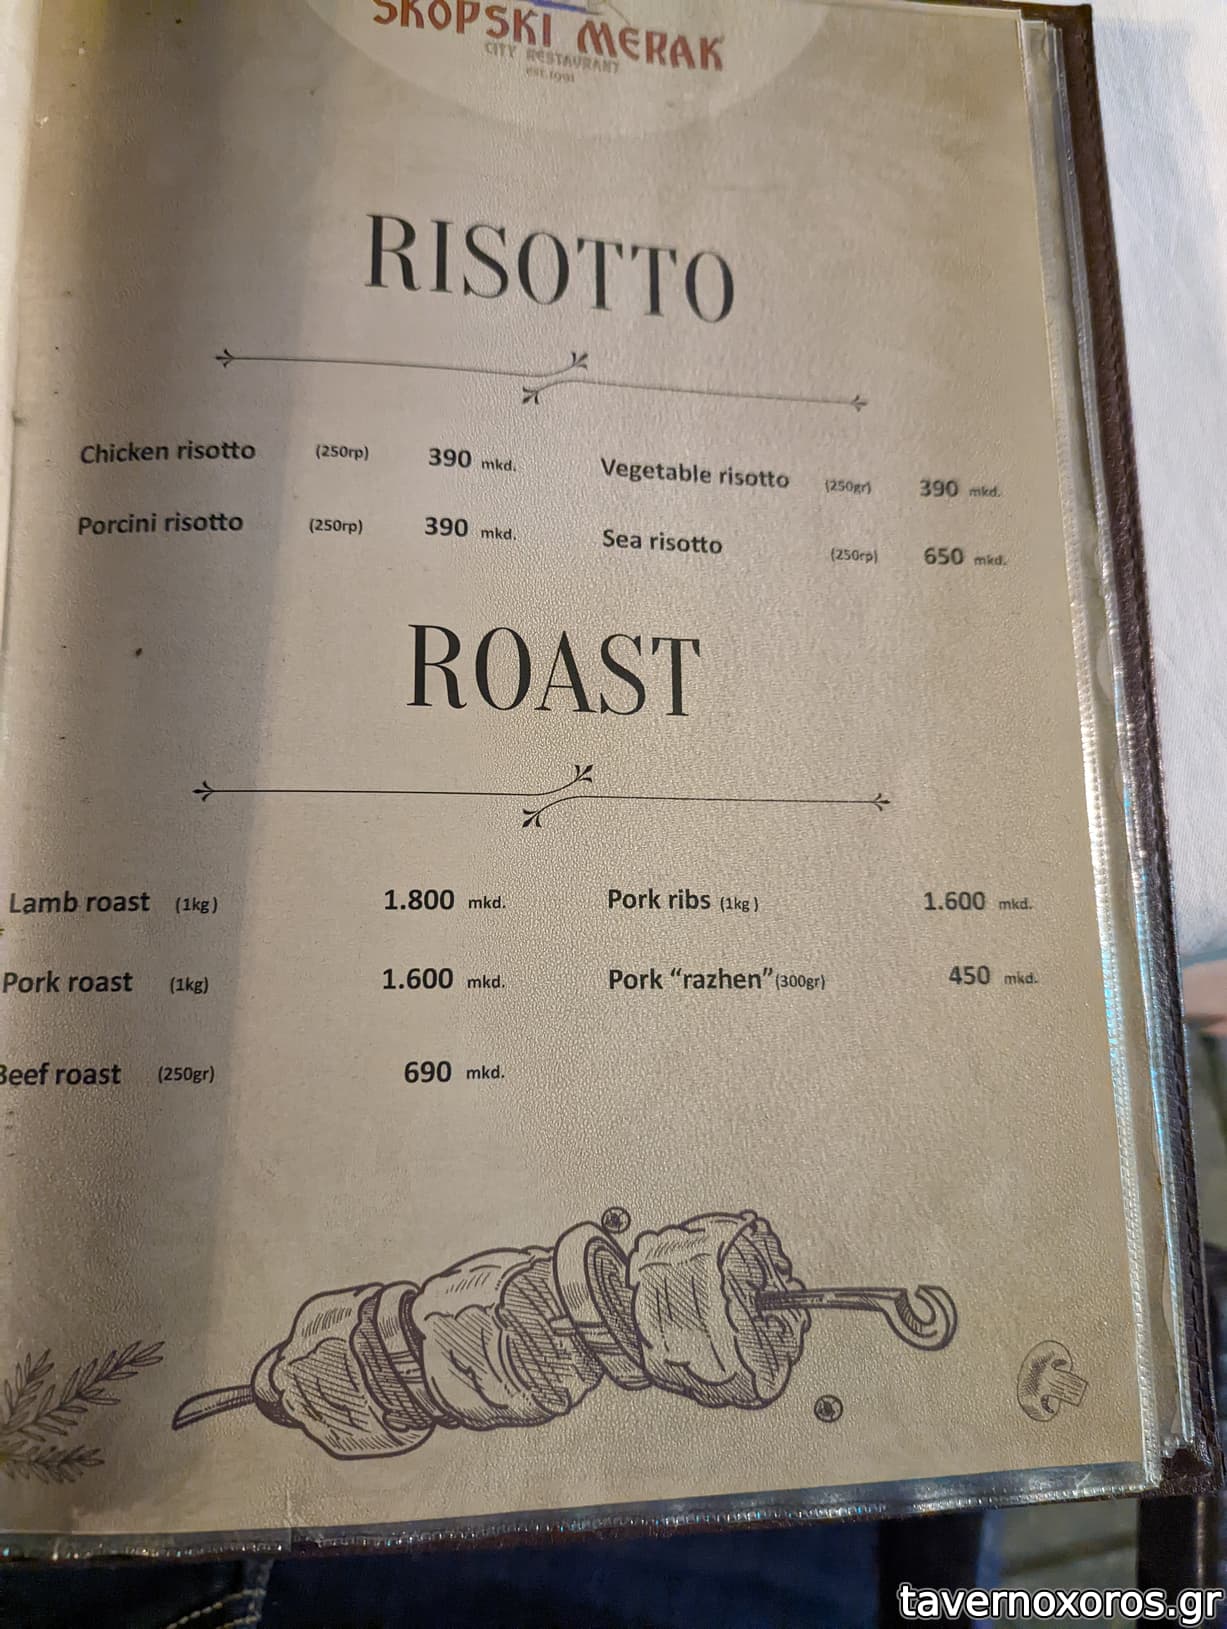 SKOPSKI MERAK
CITY RESTAURANT
est.1991
RISOTTO
Chicken risotto (250rp) 390 mkd.
Porcini risotto (250rp) 390 mkd.
Vegetable risotto (250gr) 390 mkd.
Sea risotto (250rp) 650 mkd.
ROAST
Lamb roast (1kg) 1.800 mkd.
Pork roast (1kg) 1.600 mkd.
Beef roast (250gr) 690 mkd.
Pork ribs (1kg ) 1.600 mkd.
Pork “razhen” (300gr) 450 mkd.
tavernoxoros.gr